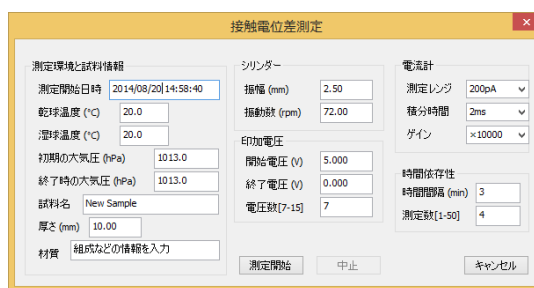 接触電位差測定
測定環境と試料情報
測定開始日時 2014/08/20 14:58:40
乾球温度 (℃) 20.0
湿球温度 (℃) 20.0
初期の大気圧 (hPa) 1013.0
終了時の大気圧 (hPa) 1013.0
試料名 New Sample
厚さ (mm) 10.00
材質 組成などの情報を入力
シリンダー
振幅 (mm) 2.50
振動数 (rpm) 72.00
印加電圧
開始電圧 (V) 5.000
終了電圧 (V) 0.000
電圧数[7-15] 7
電流計
測定レンジ 200pA
積分時間 2ms
ゲイン ×10000
時間依存性
時間間隔 (min) 3
測定数[1-50] 4
測定開始 中止 キャンセル